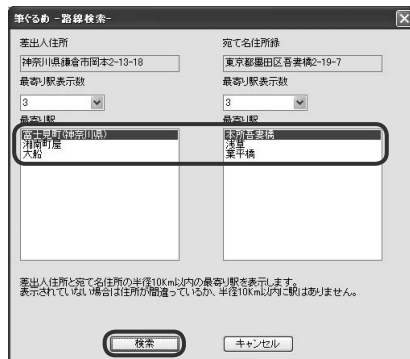 筆ぐるめ -路線検索-
差出人住所
宛て名住所録
神奈川県鎌倉市岡本2-13-18
東京都墨田区吾妻橋2-19-7
最寄り駅表示数
最寄り駅表示数
3
3
最寄り駅
最寄り駅
富士見町(神奈川県)
湘南町屋
大船
本所吾妻橋
浅草
業平橋
差出人住所と宛て名住所の半径10Km以内の最寄り駅を表示します。
表示されていない場合は住所が間違っているか、半径10Km以内に駅はありません。
検索
キャンセル